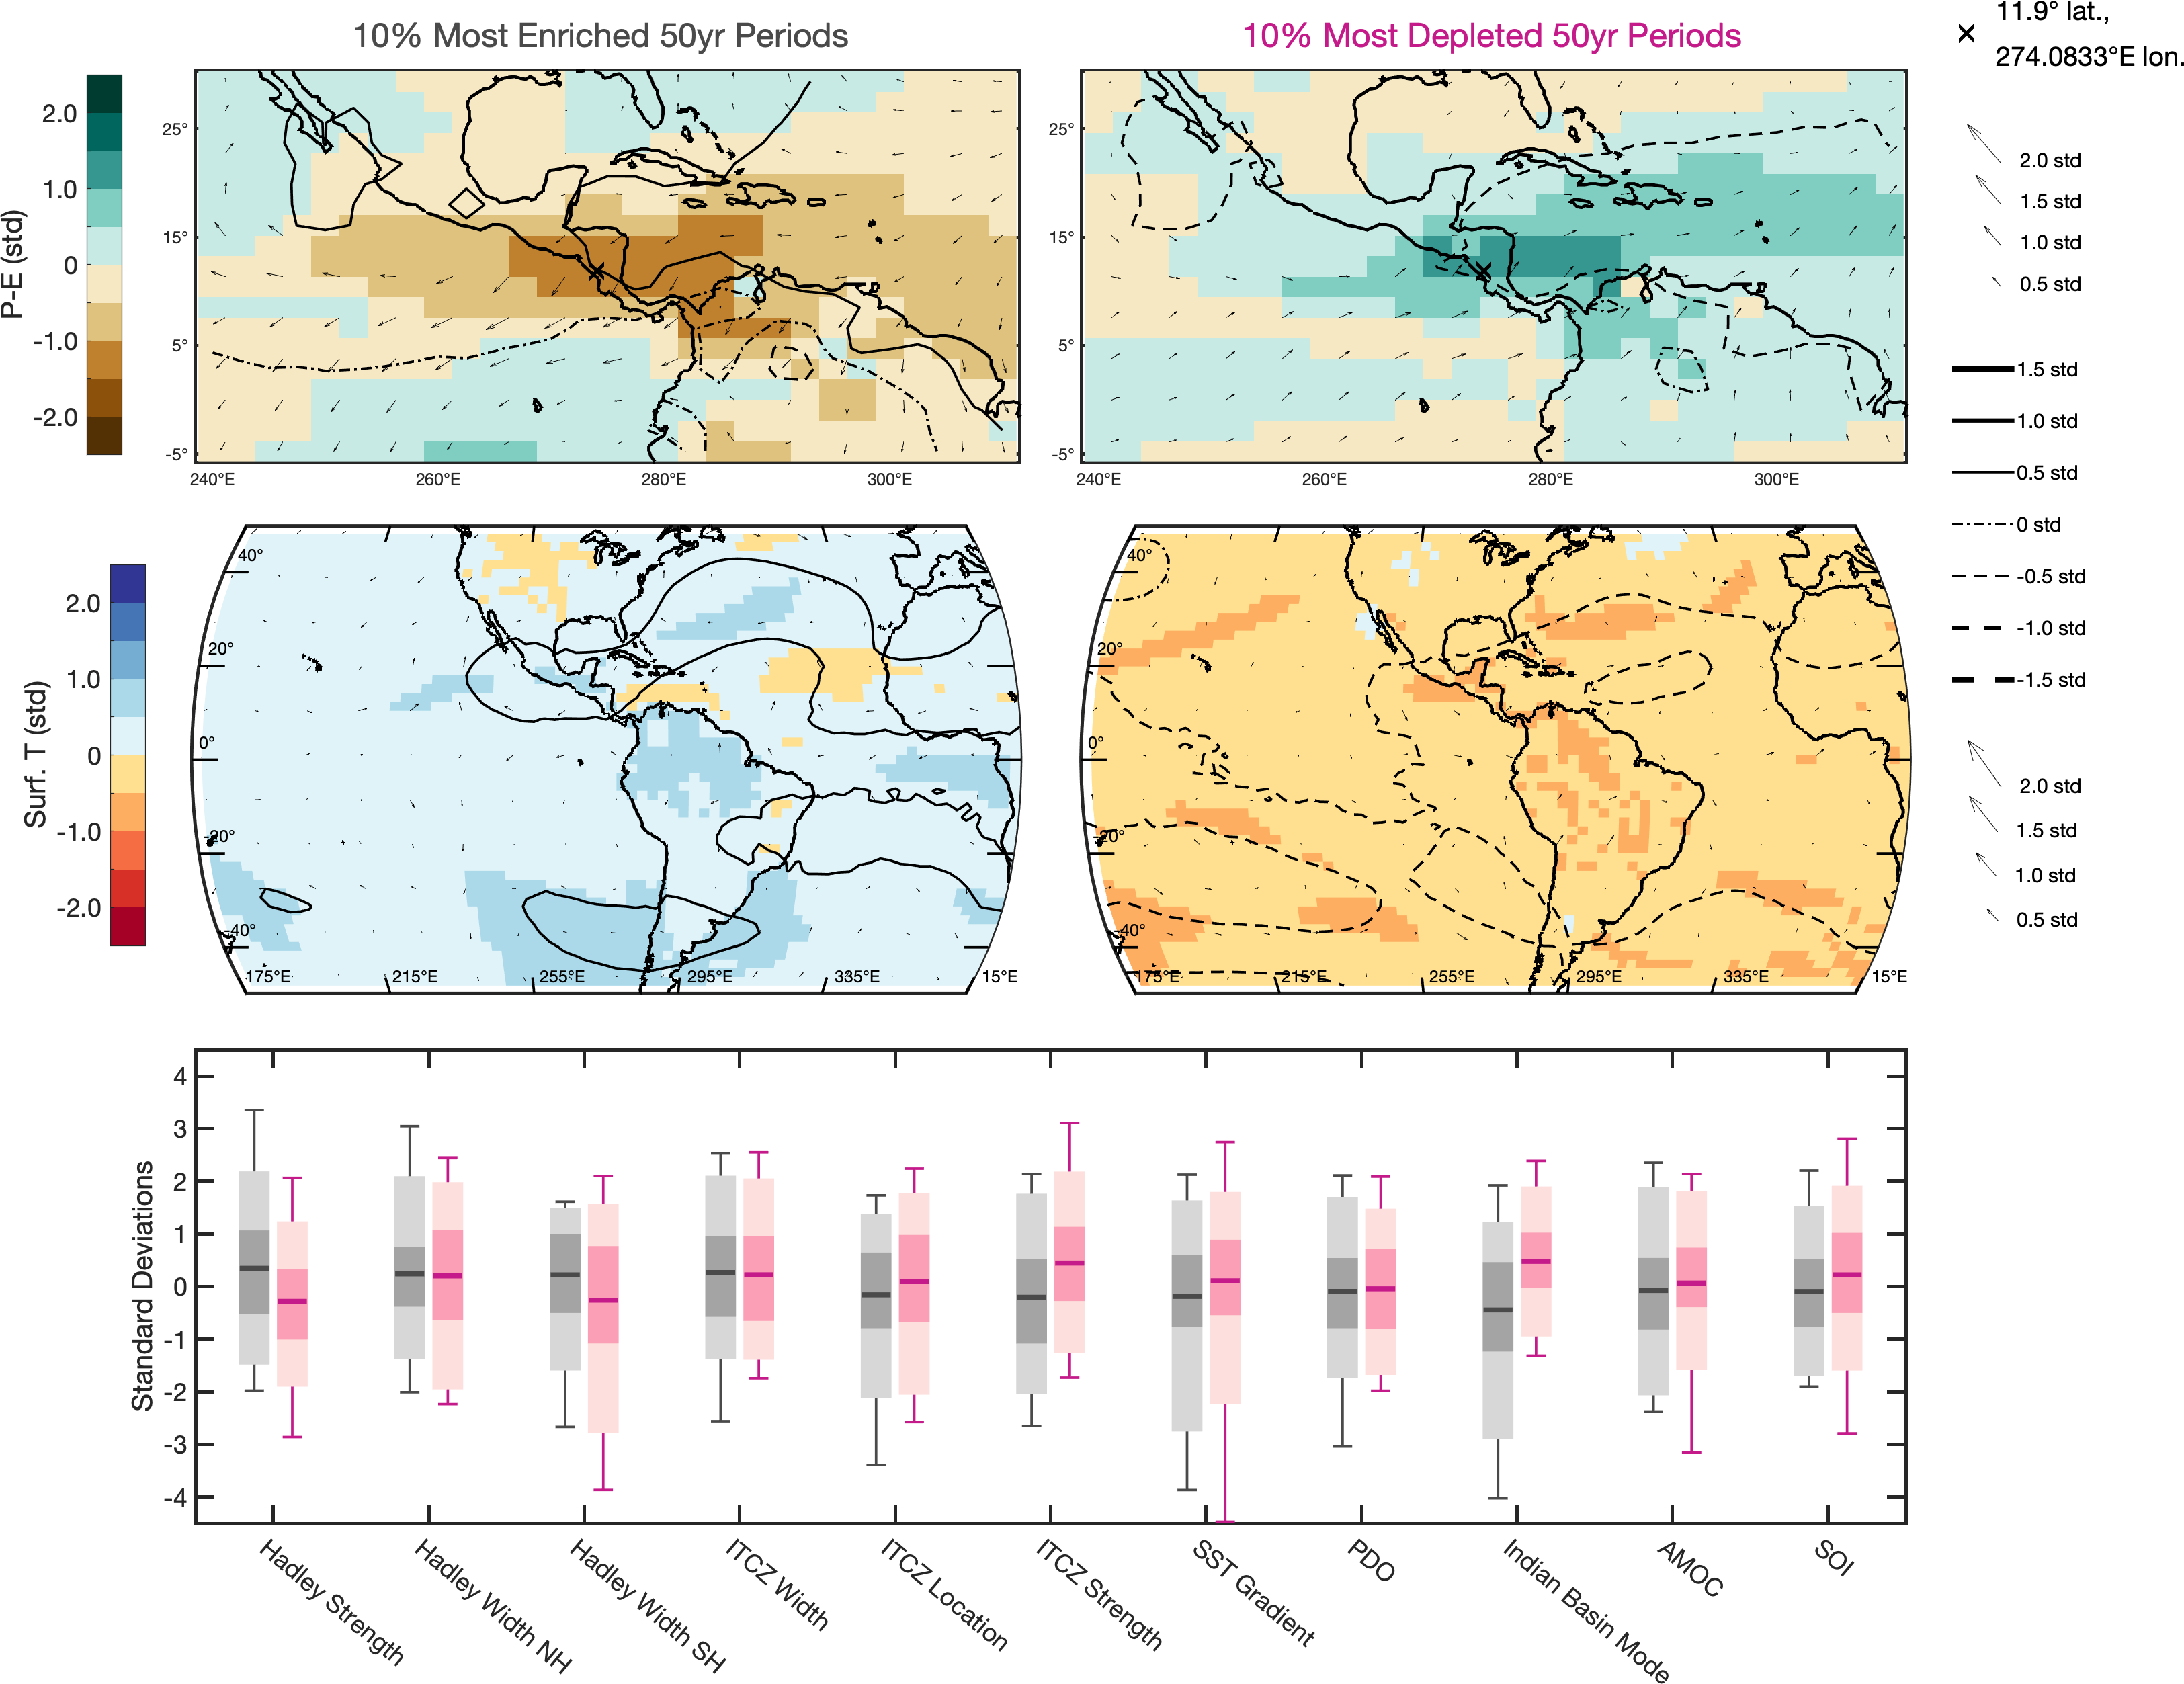 10% Most Enriched 50yr Periods
10% Most Depleted 50yr Periods
11.9° lat.,
274.0833°E lon.
P-E (std)
2.0
1.0
0
-1.0
-2.0
25°
15°
5°
-5°
240°E
260°E
280°E
300°E
25°
15°
5°
-5°
240°E
260°E
280°E
300°E
2.0 std
1.5 std
1.0 std
0.5 std
1.5 std
1.0 std
0.5 std
0 std
-0.5 std
-1.0 std
-1.5 std
2.0 std
1.5 std
1.0 std
0.5 std
Surf. T (std)
2.0
1.0
0
-1.0
-2.0
40°
20°
0°
-20°
-40°
175°E
215°E
255°E
295°E
335°E
15°E
40°
20°
0°
-20°
-40°
175°E
215°E
255°E
295°E
335°E
15°E
Standard Deviations
4
3
2
1
0
-1
-2
-3
-4
Hadley Strength
Hadley Width NH
Hadley Width SH
ITCZ Width
ITCZ Location
ITCZ Strength
SST Gradient
PDO
Indian Basin Mode
AMOC
SOI